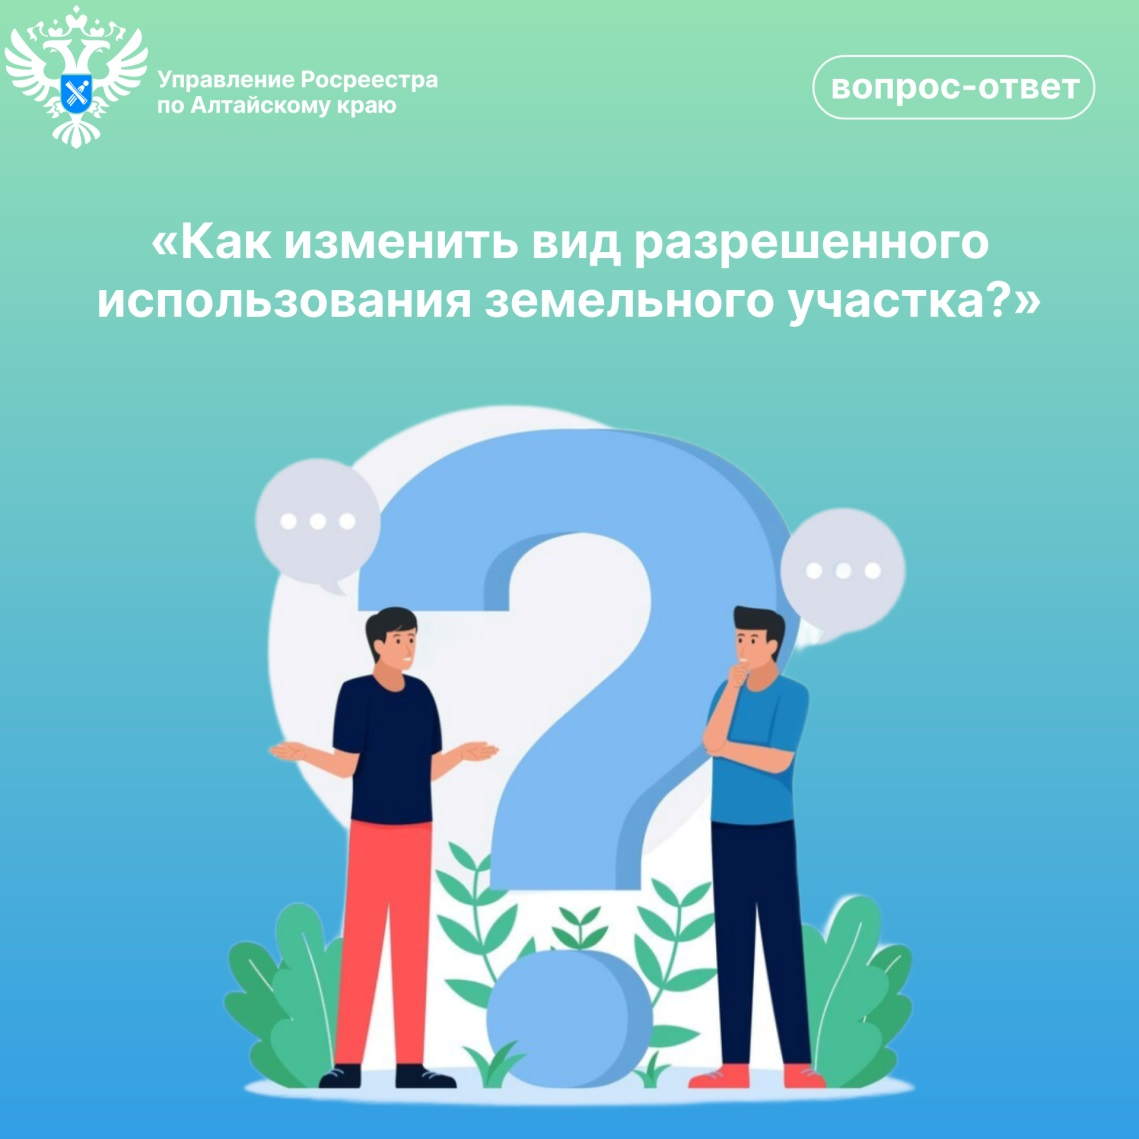 Управление Росреестра
по Алтайскому краю
вопрос-ответ
«Как изменить вид разрешенного
использования земельного участка?»